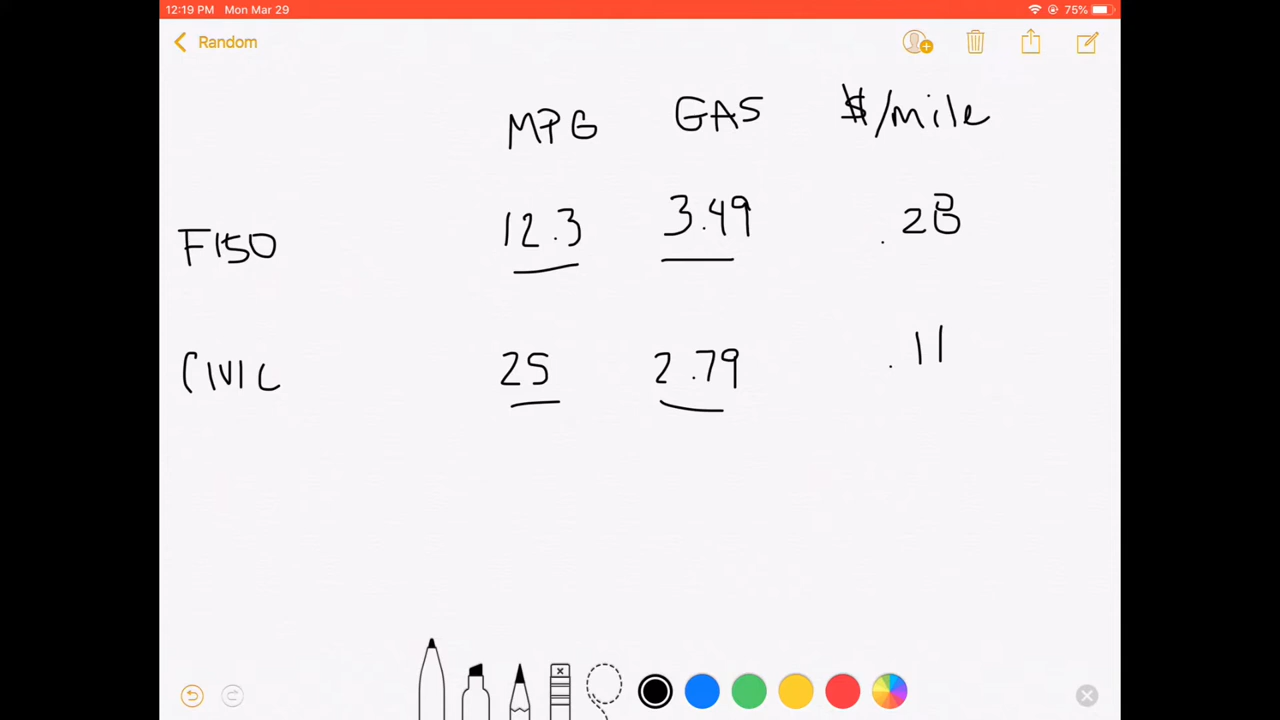 12:19 PM Mon Mar 29 75%
Random
MPG GAS $/mile
F150 12.3 3.49 .28
CIVIC 25 2.79 .11